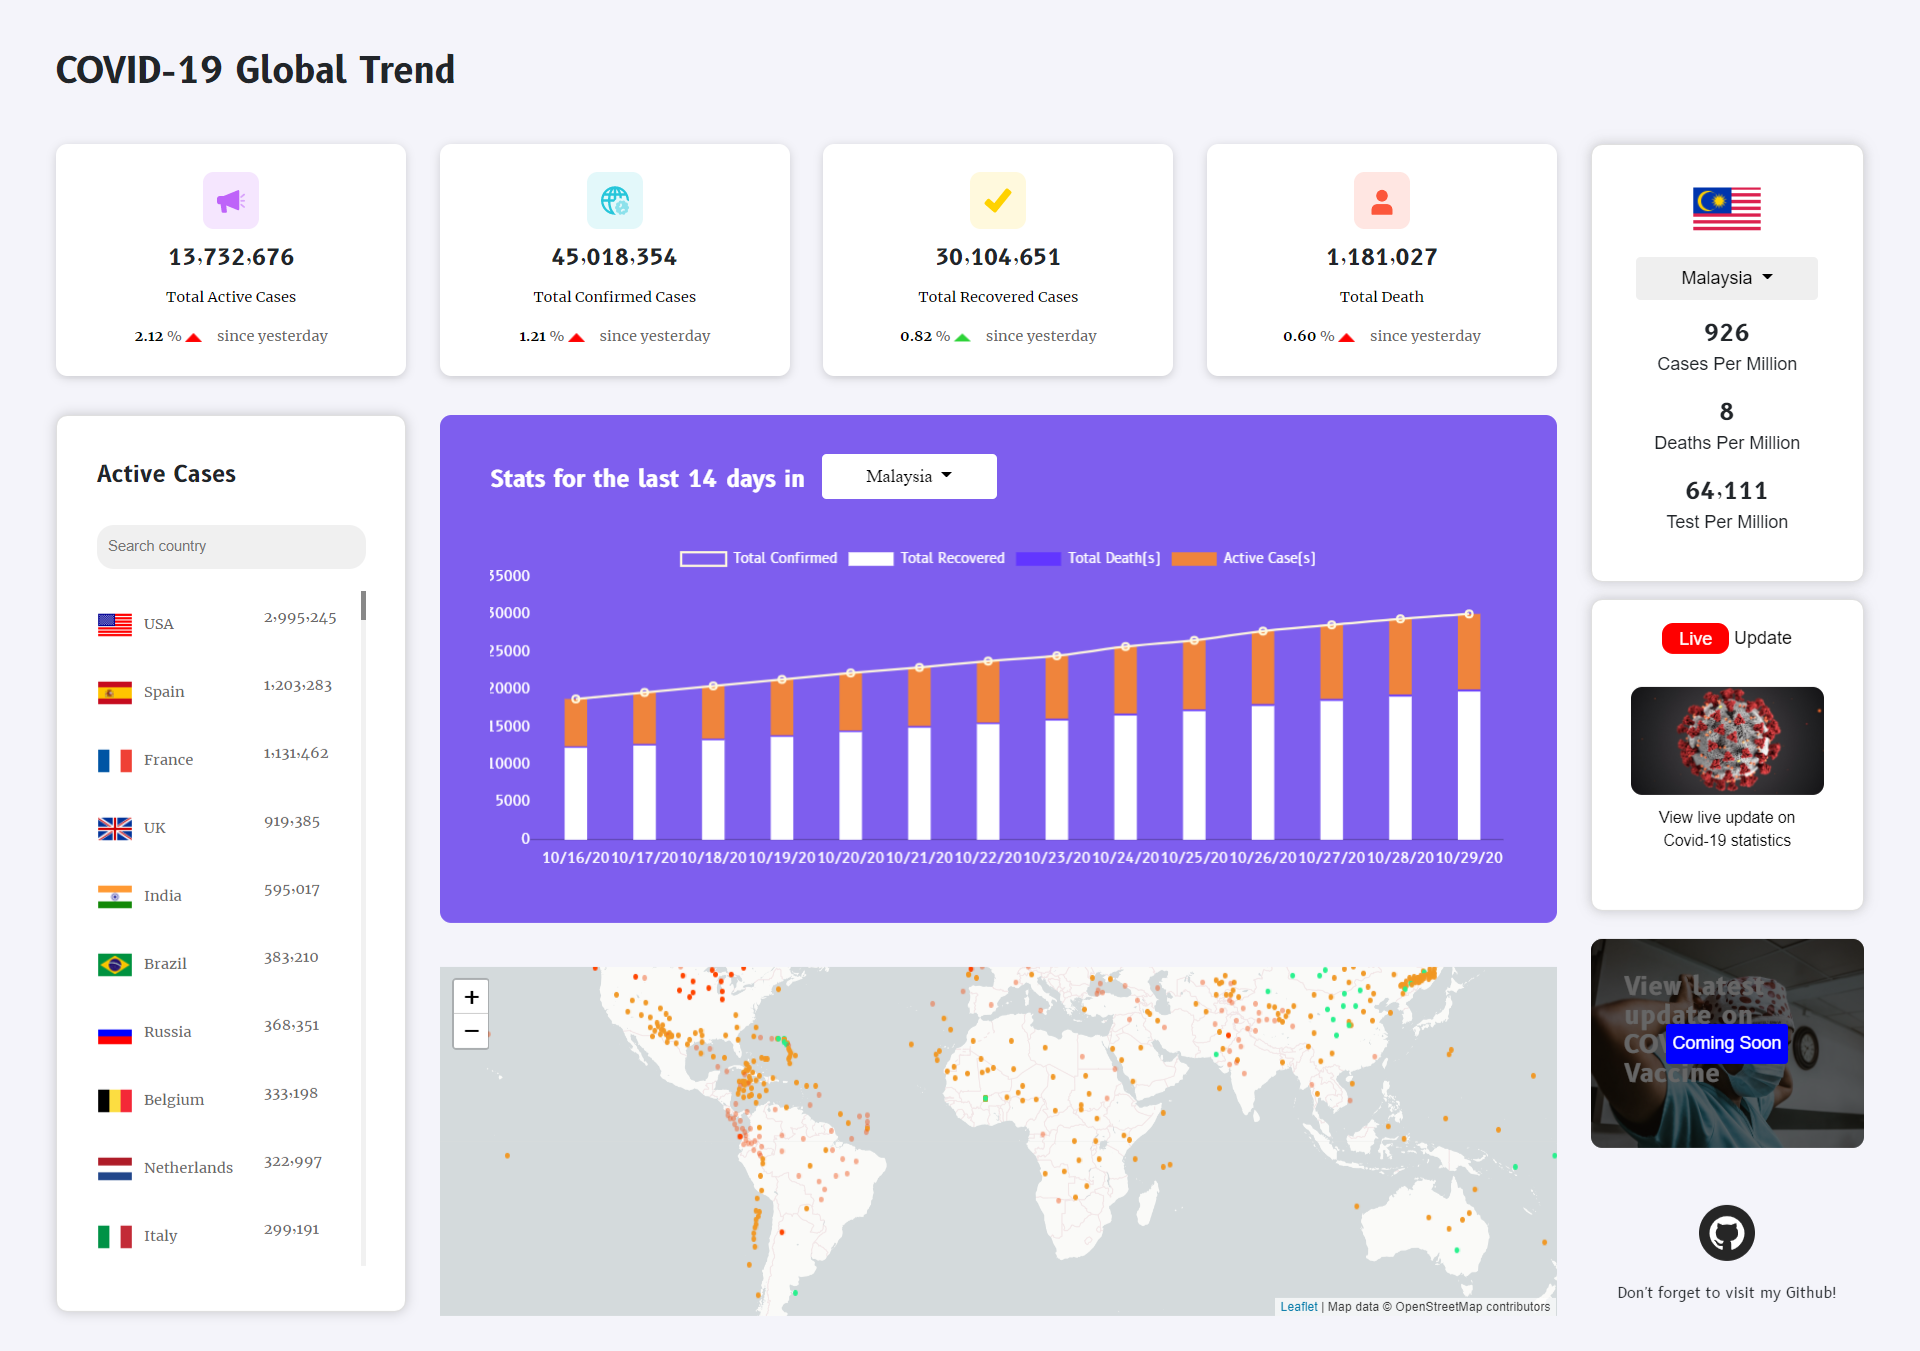 COVID-19 Global Trend
13,732,676
Total Active Cases
2.12 % since yesterday
45,018,354
Total Confirmed Cases
1.21 % since yesterday
30,104,651
Total Recovered Cases
0.82 % since yesterday
1,181,027
Total Death
0.60 % since yesterday
Malaysia
926
Cases Per Million
8
Deaths Per Million
64,111
Test Per Million
Active Cases
Search country
USA 2,995,245
Spain 1,203,283
France 1,131,462
UK 919,385
India 595,017
Brazil 383,210
Russia 368,351
Belgium 333,198
Netherlands 322,997
Italy 299,191
Stats for the last 14 days in Malaysia
Total Confirmed Total Recovered Total Death[s] Active Case[s]
35000
30000
25000
20000
15000
10000
5000
0
10/16/20 10/17/20 10/18/20 10/19/20 10/20/20 10/21/20 10/22/20 10/23/20 10/24/20 10/25/20 10/26/20 10/27/20 10/28/20 10/29/20
Live Update
View live update on
Covid-19 statistics
+
−
Leaflet | Map data © OpenStreetMap contributors
View latest
update on
Coming Soon
Vaccine
Don't forget to visit my Github!